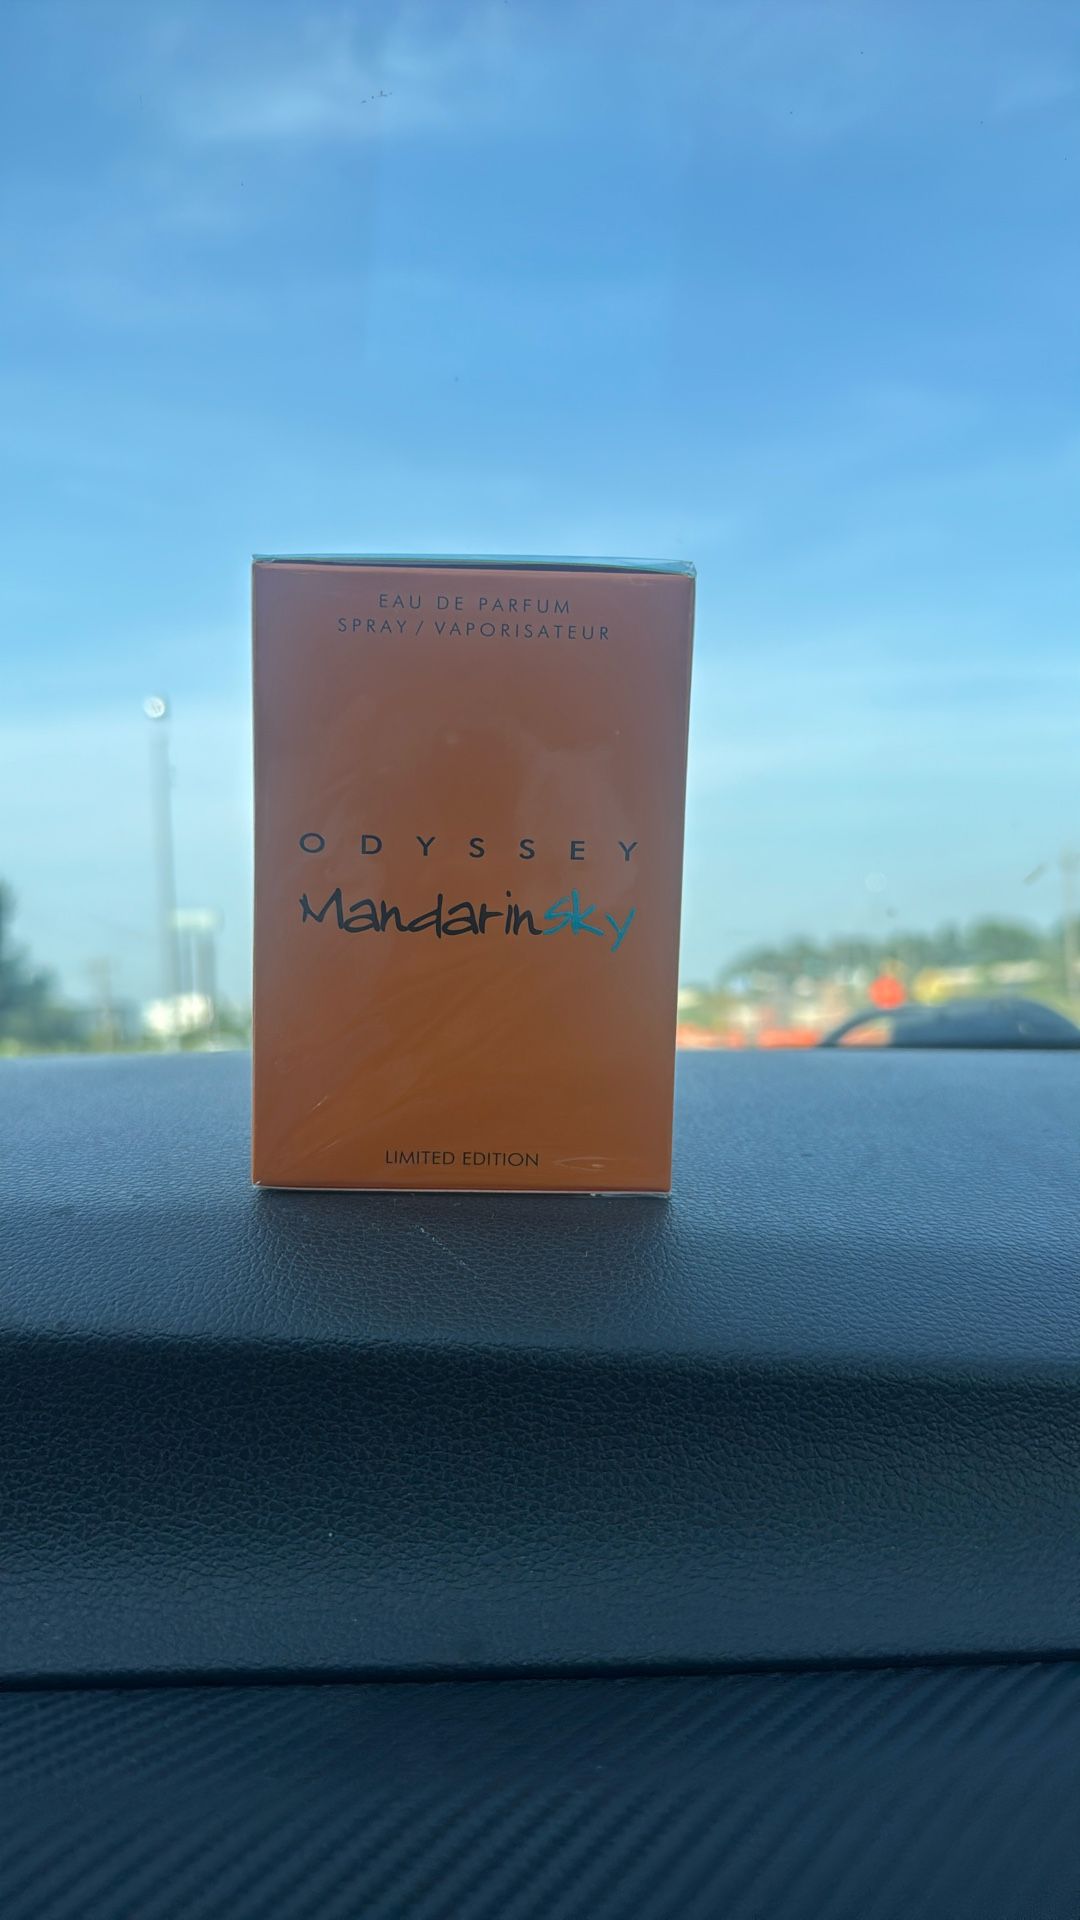 EAU DE PARFUM
SPRAY / VAPORISATEUR
ODYSSEY
Mandarinsky
LIMITED EDITION